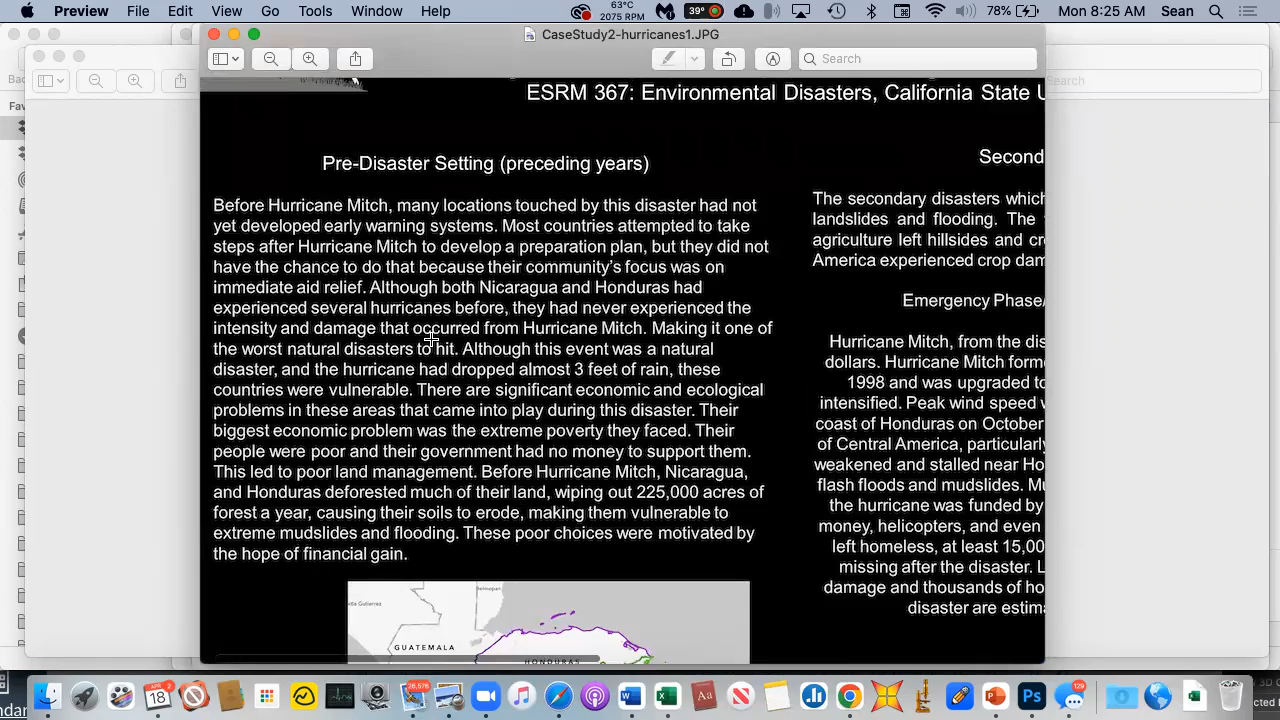 Preview File Edit View Go Tools Window Help
63°C
2075 RPM
39°
78%
Mon 8:25 AM Sean
CaseStudy2-hurricanes1.JPG
Search
Search
Fav
ESRM 367: Environmental Disasters, California State U
Pre-Disaster Setting (preceding years)
Before Hurricane Mitch, many locations touched by this disaster had not
yet developed early warning systems. Most countries attempted to take
steps after Hurricane Mitch to develop a preparation plan, but they did not
have the chance to do that because their community's focus was on
immediate aid relief. Although both Nicaragua and Honduras had
experienced several hurricanes before, they had never experienced the
intensity and damage that occurred from Hurricane Mitch. Making it one of
the worst natural disasters to hit. Although this event was a natural
disaster, and the hurricane had dropped almost 3 feet of rain, these
countries were vulnerable. There are significant economic and ecological
problems in these areas that came into play during this disaster. Their
biggest economic problem was the extreme poverty they faced. Their
people were poor and their government had no money to support them.
This led to poor land management. Before Hurricane Mitch, Nicaragua,
and Honduras deforested much of their land, wiping out 225,000 acres of
forest a year, causing their soils to erode, making them vulnerable to
extreme mudslides and flooding. These poor choices were motivated by
the hope of financial gain.
GUATEMALA
HONDURAS
Second
The secondary disasters which
landslides and flooding. The
agriculture left hillsides and cr
America experienced crop dam
Emergency Phase/
Hurricane Mitch, from the dis
dollars. Hurricane Mitch form
1998 and was upgraded to
intensified. Peak wind speed
coast of Honduras on October
of Central America, particularly
weakened and stalled near Ho
flash floods and mudslides. Mu
the hurricane was funded by
money, helicopters, and even
left homeless, at least 15,00
missing after the disaster. L
damage and thousands of ho
disaster are estima
APR
18
26,576
Aa
129